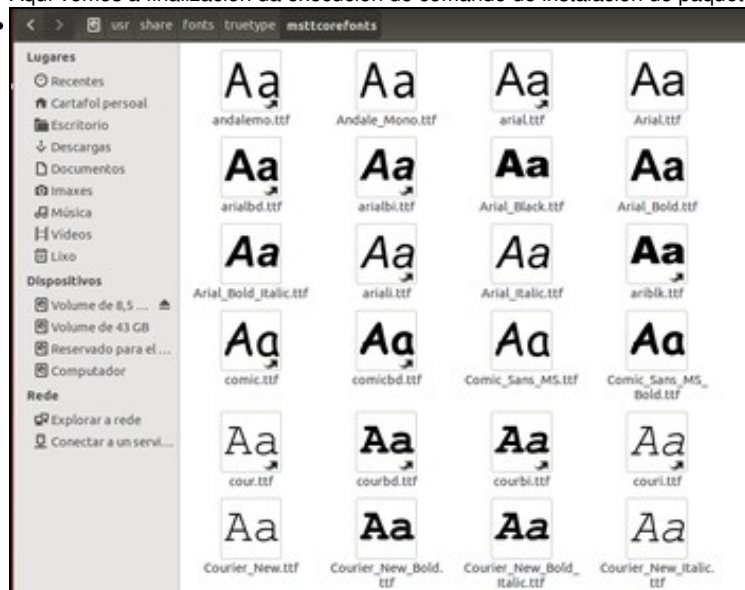 Aquí vemos a finalización da execución do comando de instalación do paquet
usr share fonts truetype msttcorefonts
Lugares
Recentes
Cartafol persoal
Escritorio
Descargas
Documentos
Imaxes
Música
Vídeos
Lixo
Dispositivos
Volume de 8,5 ...
Volume de 43 GB
Reservado para el ...
Computador
Rede
Explorar a rede
Conectar a un servi...
Aa Aa Aa Aa
andalemo.ttf Andale_Mono.ttf arial.ttf Arial.ttf
Aa Aa Aa Aa
arialbd.ttf arialbi.ttf Arial_Black.ttf Arial_Bold.ttf
Aa Aa Aa Aa
Arial_Bold_Italic.ttf ariali.ttf Arial_Italic.ttf ariblk.ttf
Aa Aa Aa Aa
comic.ttf comicbd.ttf Comic_Sans_MS.ttf Comic_Sans_MS_
Bold.ttf
Aa Aa Aa Aa
cour.ttf courbd.ttf courbi.ttf couri.ttf
Aa Aa Aa Aa
Courier_New.ttf Courier_New_Bold. Courier_New_Bold_ Courier_New_Italic.
ttf Italic.ttf ttf